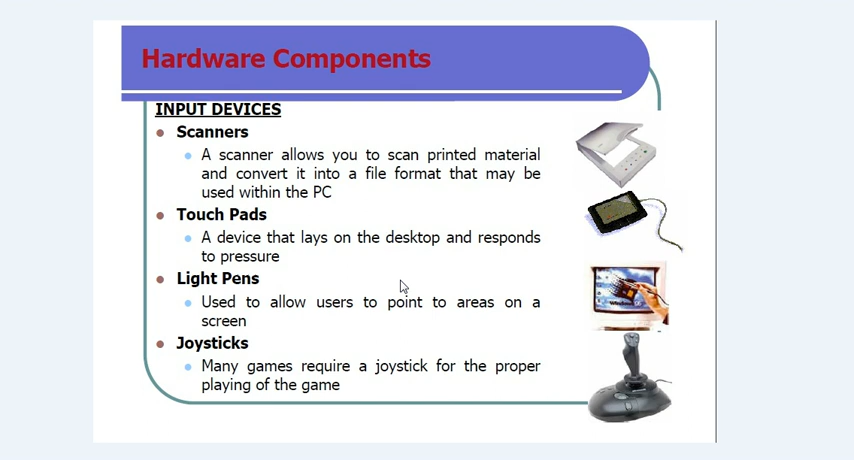 Hardware Components
INPUT DEVICES
Scanners
A scanner allows you to scan printed material
and convert it into a file format that may be
used within the PC
Touch Pads
A device that lays on the desktop and responds
to pressure
Light Pens
Used to allow users to point to areas on a
screen
Joysticks
Many games require a joystick for the proper
playing of the game